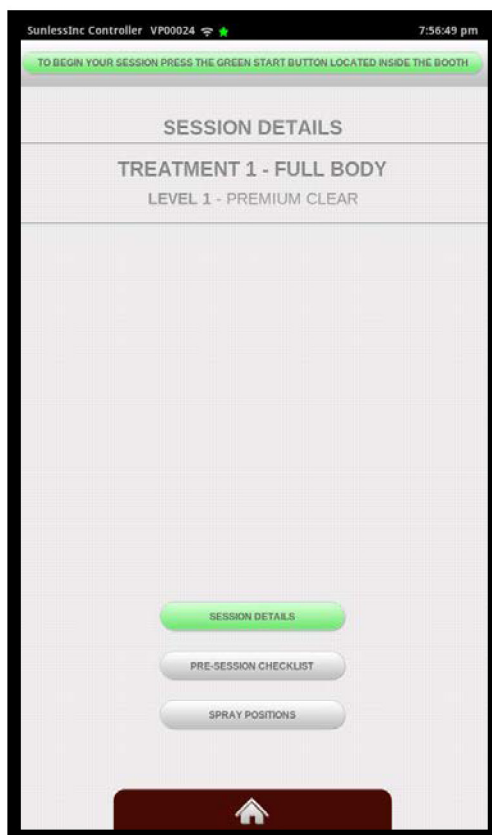 SunlessInc Controller VP00024 7:56:49 pm
TO BEGIN YOUR SESSION PRESS THE GREEN START BUTTON LOCATED INSIDE THE BOOTH
SESSION DETAILS
TREATMENT 1 - FULL BODY
LEVEL 1 - PREMIUM CLEAR
SESSION DETAILS
PRE-SESSION CHECKLIST
SPRAY POSITIONS